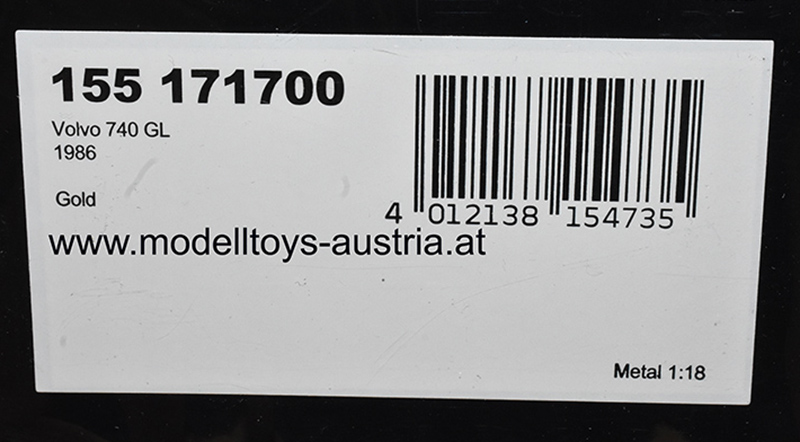 155 171700
Volvo 740 GL
1986
Gold
4 012138 154735
www.modelltoys-austria.at
Metal 1:18